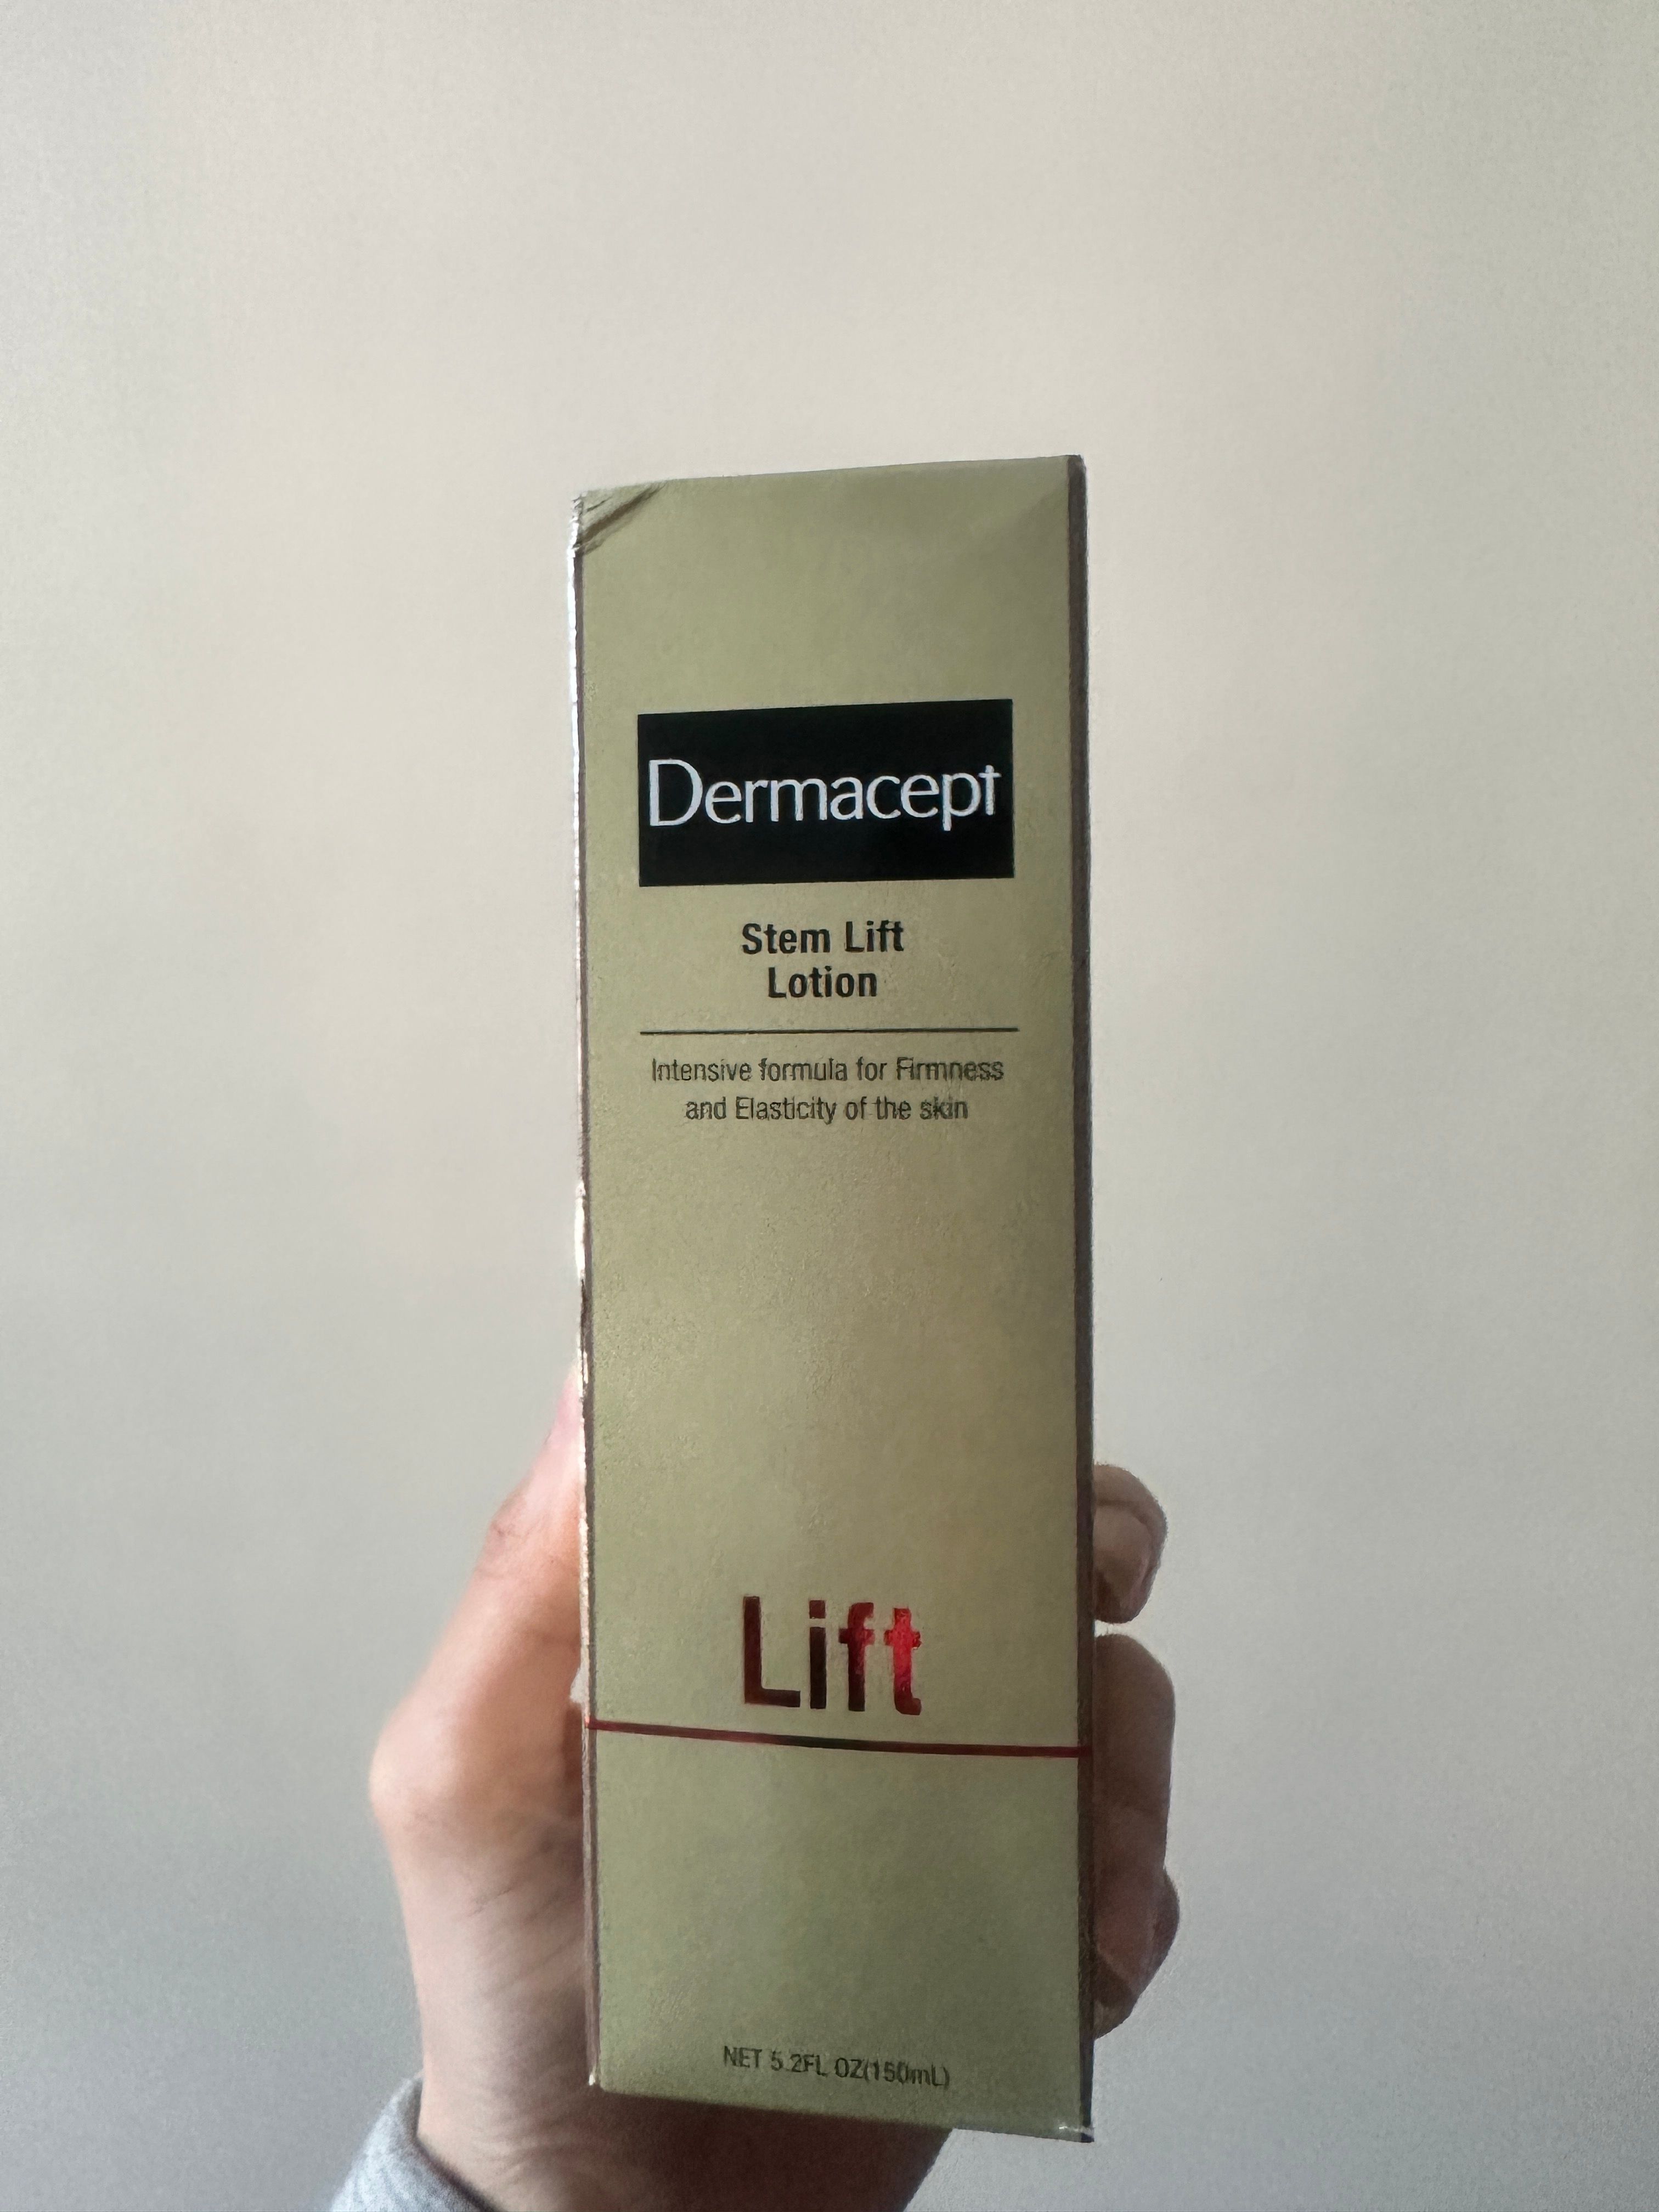 Dermacept
Stem Lift
Lotion
Intensive formula for Firmness
and Elasticity of the skin
Lift
NET 5.2FL OZ(150mL)